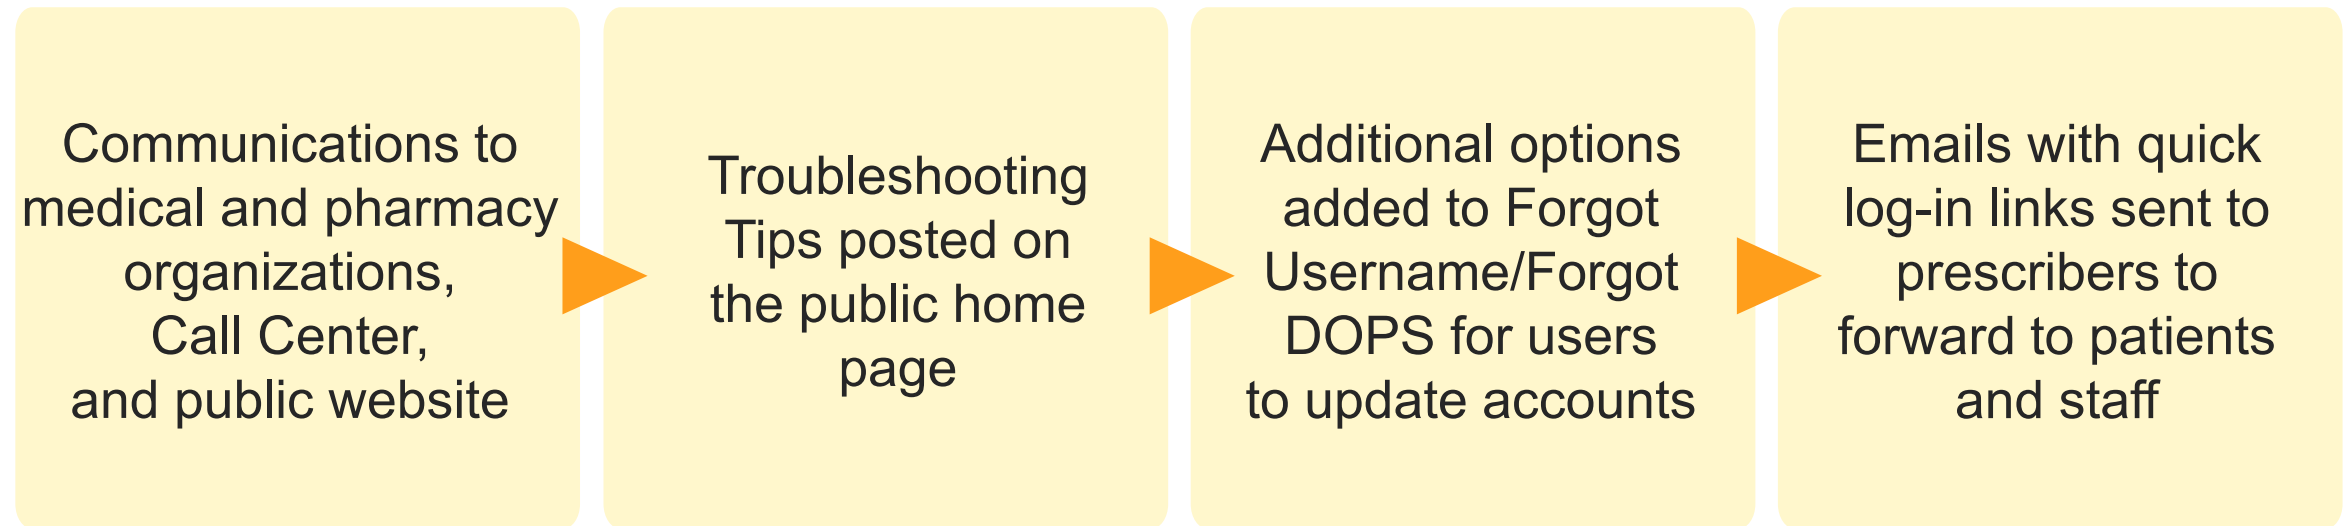 Communications to
medical and pharmacy
organizations,
Call Center,
and public website
Troubleshooting
Tips posted on
the public home
page
Additional options
added to Forgot
Username/Forgot
DOPS for users
to update accounts
Emails with quick
log-in links sent to
prescribers to
forward to patients
and staff